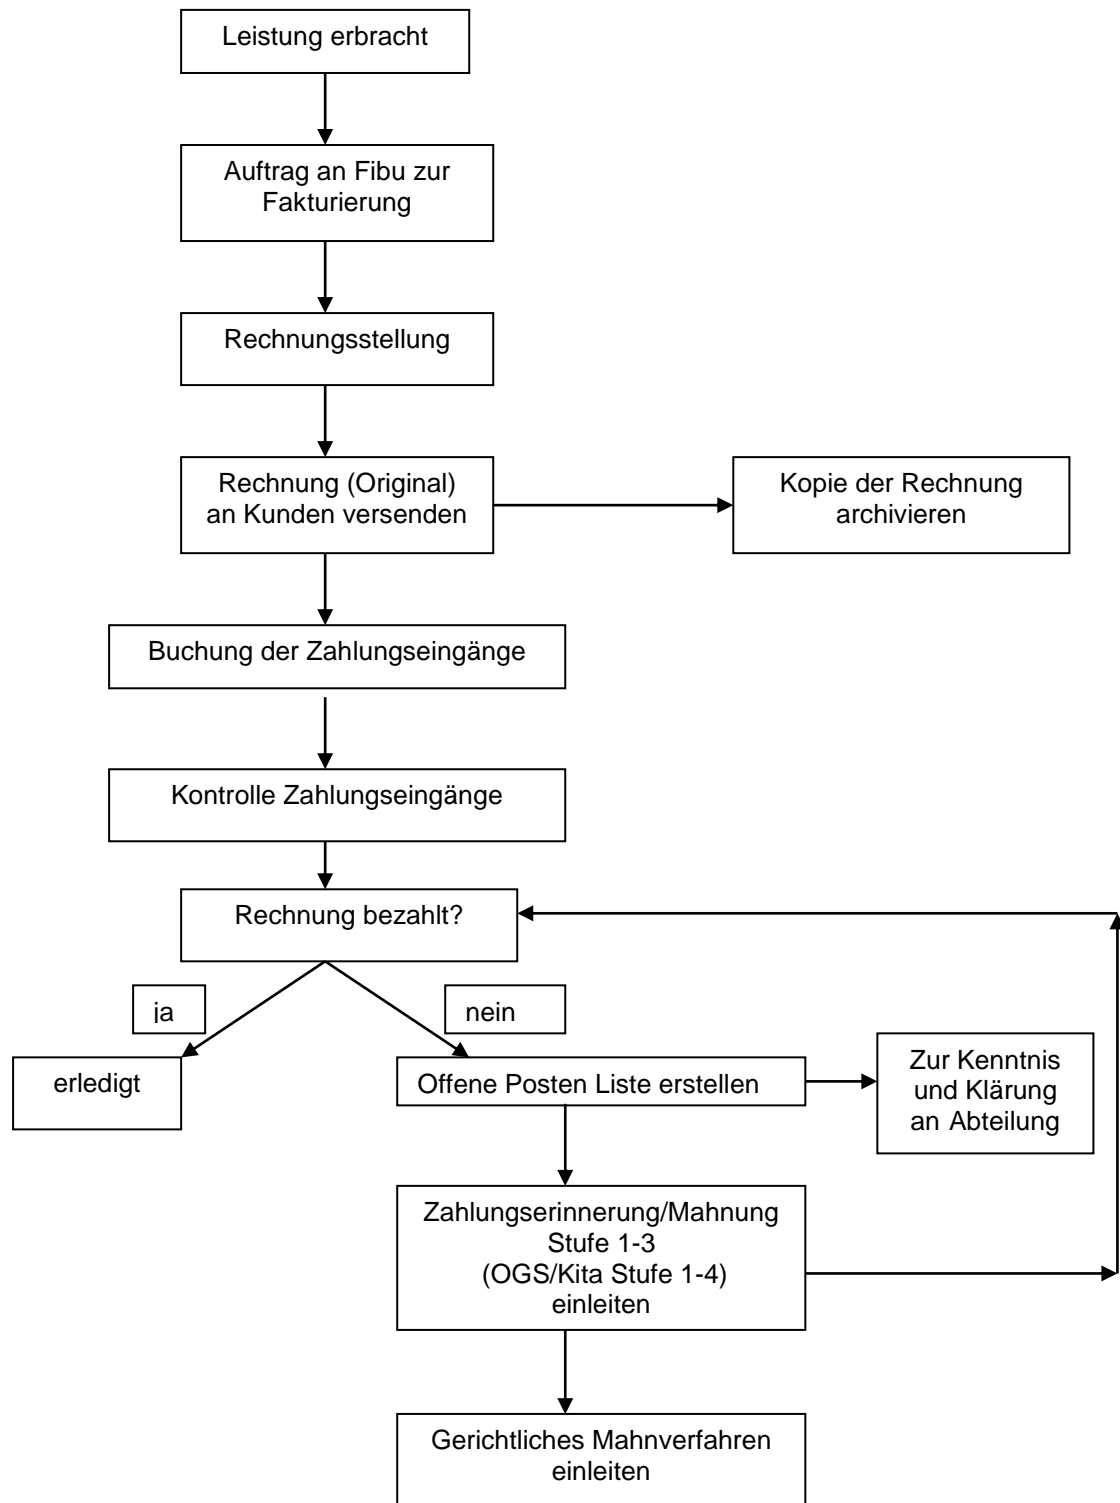 Leistung erbracht
Auftrag an Fibu zur
Fakturierung
Rechnungsstellung
Rechnung (Original)
an Kunden versenden
Kopie der Rechnung
archivieren
Buchung der Zahlungseingänge
Kontrolle Zahlungseingänge
Rechnung bezahlt?
ja
nein
erledigt
Offene Posten Liste erstellen
Zur Kenntnis
und Klärung
an Abteilung
Zahlungserinnerung/Mahnung
Stufe 1-3
(OGS/Kita Stufe 1-4)
einleiten
Gerichtliches Mahnverfahren
einleiten